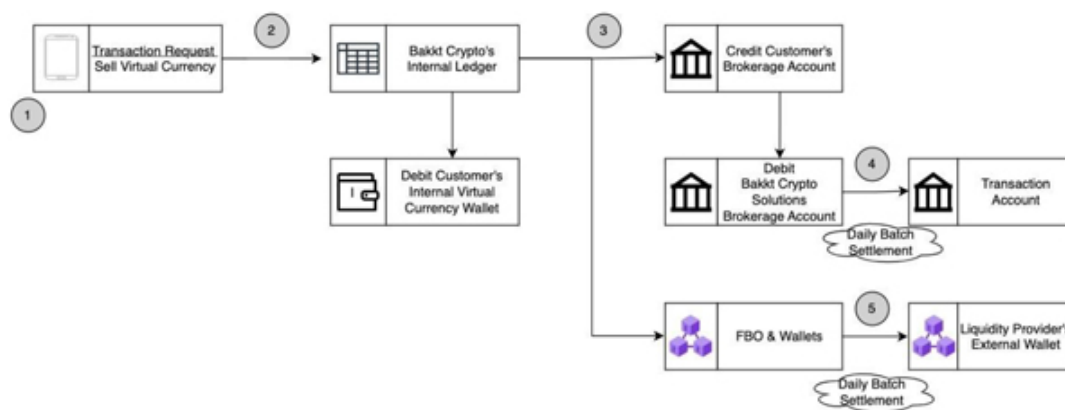 1
Transaction Request
Sell Virtual Currency
2
Bakkt Crypto's
Internal Ledger
3
Credit Customer's
Brokerage Account
Debit Customer's
Internal Virtual
Currency Wallet
Debit
Bakkt Crypto
Solutions
Brokerage Account
4
Daily Batch
Settlement
Transaction
Account
FBO & Wallets
5
Daily Batch
Settlement
Liquidity Provider's
External Wallet